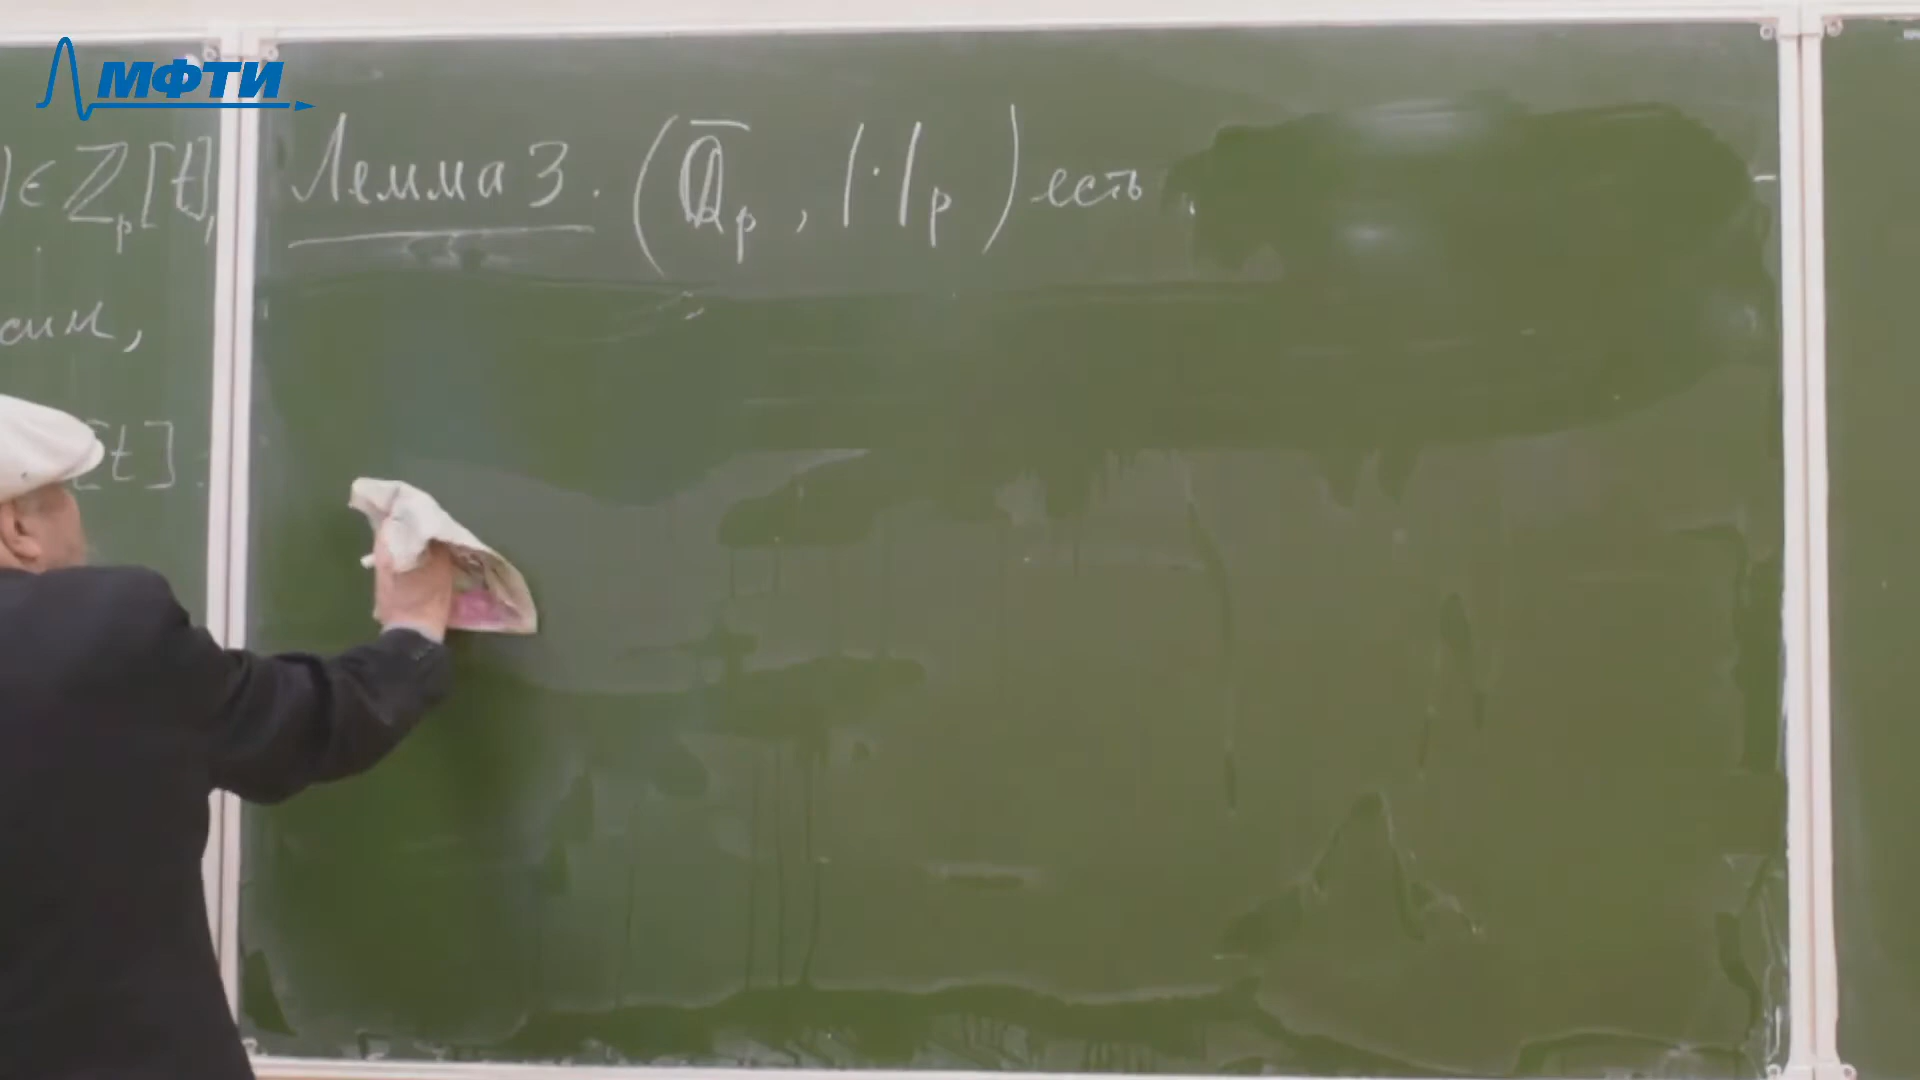 МФТИ
) ∈ ℤ_p[t],
сим,
[t].
Лемма 3. (ℚ̅_p, |·|_p) есть